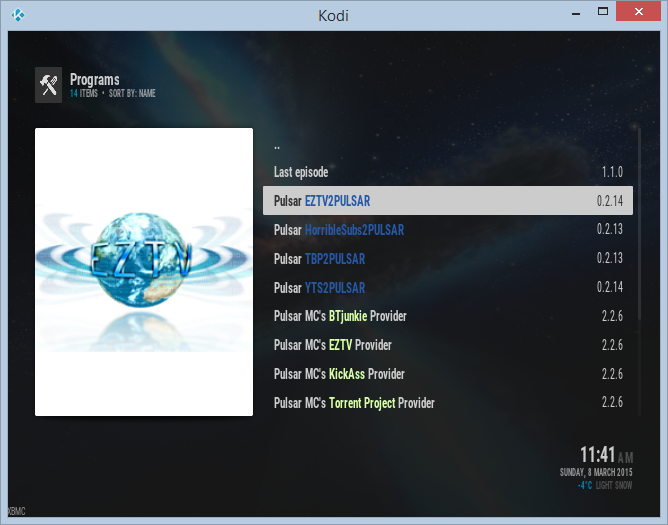 Kodi
Programs
14 ITEMS • SORT BY: NAME
..
Last episode 1.1.0
Pulsar EZTV2PULSAR 0.2.14
Pulsar HorribleSubs2PULSAR 0.2.13
Pulsar TBP2PULSAR 0.2.13
Pulsar YTS2PULSAR 0.2.14
Pulsar MC's BTjunkie Provider 2.2.6
Pulsar MC's EZTV Provider 2.2.6
Pulsar MC's KickAss Provider 2.2.6
Pulsar MC's Torrent Project Provider 2.2.6
EZTV
11:41 AM
SUNDAY, 8 MARCH 2015
-4°C LIGHT SNOW
XBMC